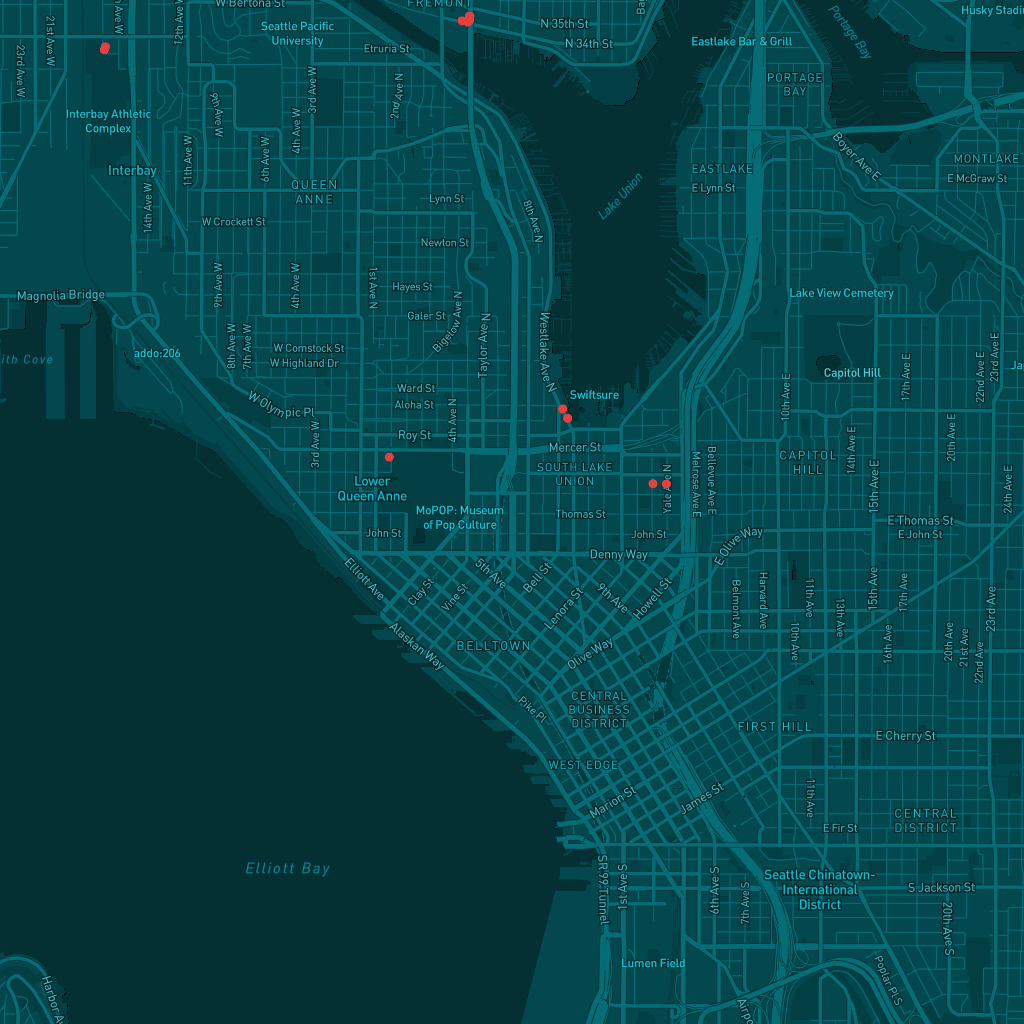 W Bertona St
FREMONT
21st Ave W
12th Ave W
Seattle Pacific
University
N 35th St
N 34th St
Etruria St
Eastlake Bar & Grill
Portage Bay
Husky Stadiu
23rd Ave W
3rd Ave W
2nd Ave N
PORTAGE
BAY
9th Ave W
Interbay Athletic
Complex
4th Ave W
6th Ave W
11th Ave W
Interbay
Boyer Ave E
MONTLAKE
EASTLAKE
E McGraw St
E Lynn St
QUEEN
ANNE
14th Ave W
Lynn St
Lake Union
8th Ave N
W Crockett St
Newton St
9th Ave W
4th Ave W
1st Ave N
Hayes St
Magnolia Bridge
Lake View Cemetery
Galer St
Bigelow Ave N
Taylor Ave N
Westlake Ave N
8th Ave W
7th Ave W
W Comstock St
W Highland Dr
ith Cove
addo:206
Capitol Hill
17th Ave E
22nd Ave E
23rd Ave E
Ja
Ward St
Aloha St
W Olympic Pl
Swiftsure
10th Ave E
3rd Ave W
4th Ave N
Roy St
Mercer St
14th Ave E
20th Ave E
CAPITOL
HILL
SOUTH LAKE
UNION
Yale Ave N
Melrose Ave E
Bellevue Ave E
15th Ave E
24th Ave E
Lower
Queen Anne
MoPOP: Museum
of Pop Culture
Thomas St
John St
John St
E Thomas St
E John St
E Olive Way
Denny Way
Elliott Ave
5th Ave
Bell St
Clay St
Vine St
Lenora St
9th Ave
Howell St
Belmont Ave
Harvard Ave
11th Ave
13th Ave
15th Ave
17th Ave
23rd Ave
10th Ave
16th Ave
20th Ave
21st Ave
22nd Ave
Alaskan Way
BELLTOWN
Olive Way
Pike Pl
CENTRAL
BUSINESS
DISTRICT
FIRST HILL
E Cherry St
WEST EDGE
Marion St
James St
11th Ave
E Fir St
CENTRAL
DISTRICT
Elliott Bay
SR 99 Tunnel
1st Ave S
6th Ave S
7th Ave S
Seattle Chinatown-
International
District
S Jackson St
20th Ave S
Lumen Field
Poplar Pl S
Harbor Av
Airpo